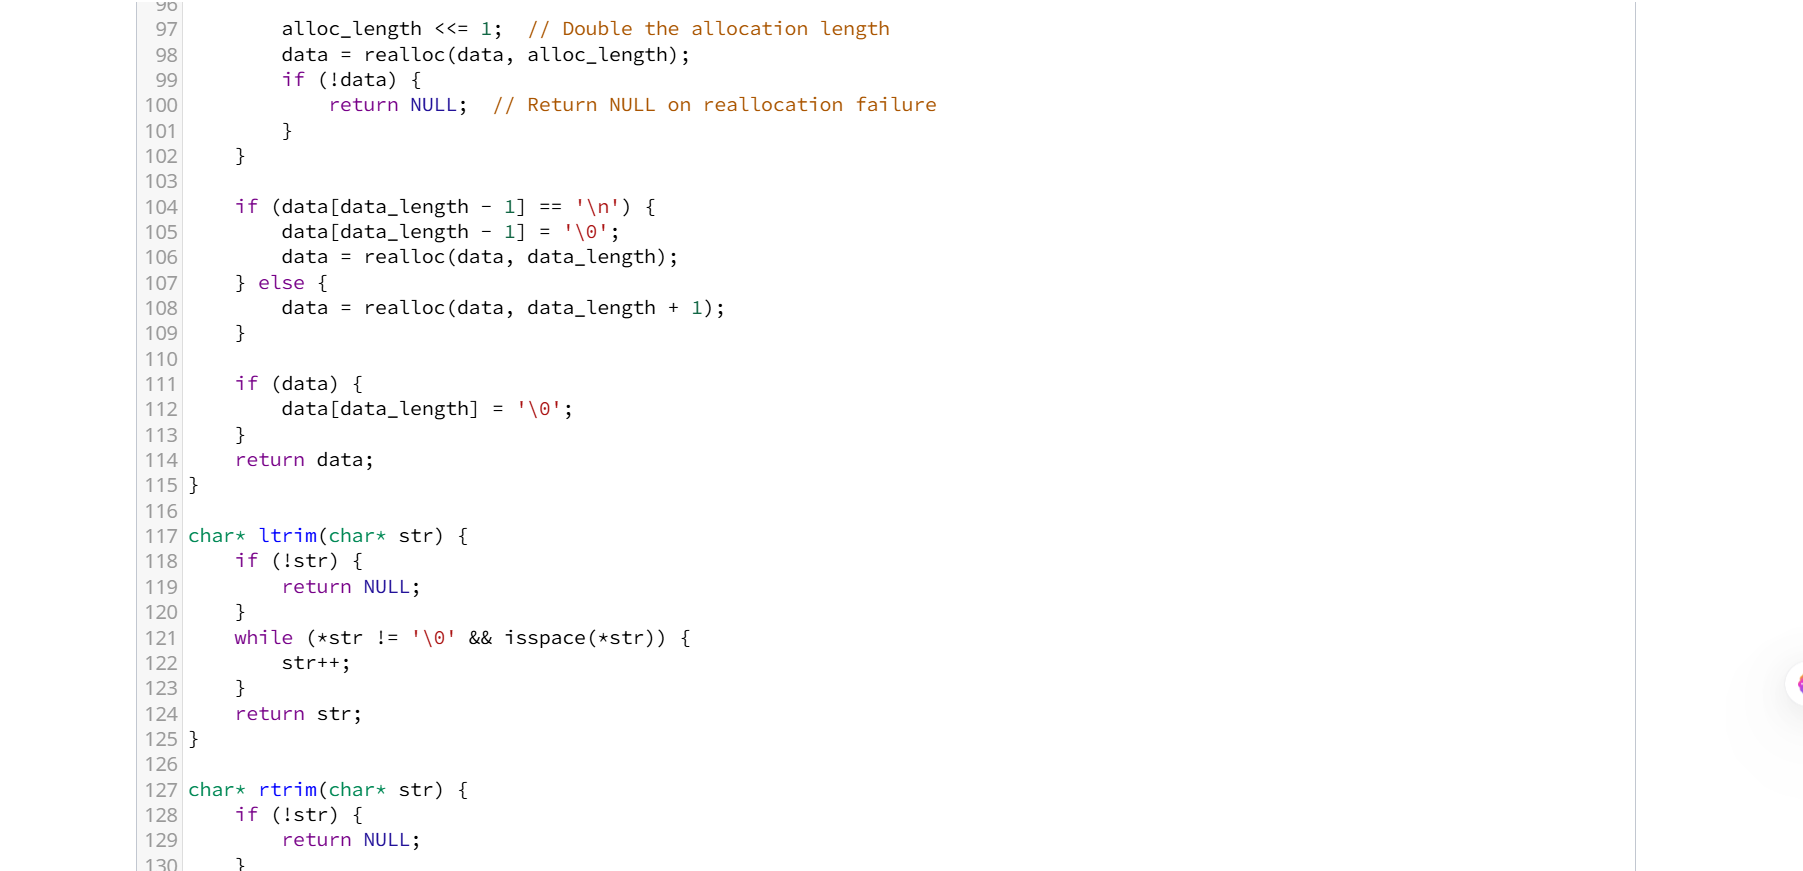 96
97         alloc_length <<= 1;  // Double the allocation length
98         data = realloc(data, alloc_length);
99         if (!data) {
100             return NULL;  // Return NULL on reallocation failure
101         }
102     }
103
104     if (data[data_length - 1] == '\n') {
105         data[data_length - 1] = '\0';
106         data = realloc(data, data_length);
107     } else {
108         data = realloc(data, data_length + 1);
109     }
110
111     if (data) {
112         data[data_length] = '\0';
113     }
114     return data;
115 }
116
117 char* ltrim(char* str) {
118     if (!str) {
119         return NULL;
120     }
121     while (*str != '\0' && isspace(*str)) {
122         str++;
123     }
124     return str;
125 }
126
127 char* rtrim(char* str) {
128     if (!str) {
129         return NULL;
130     }